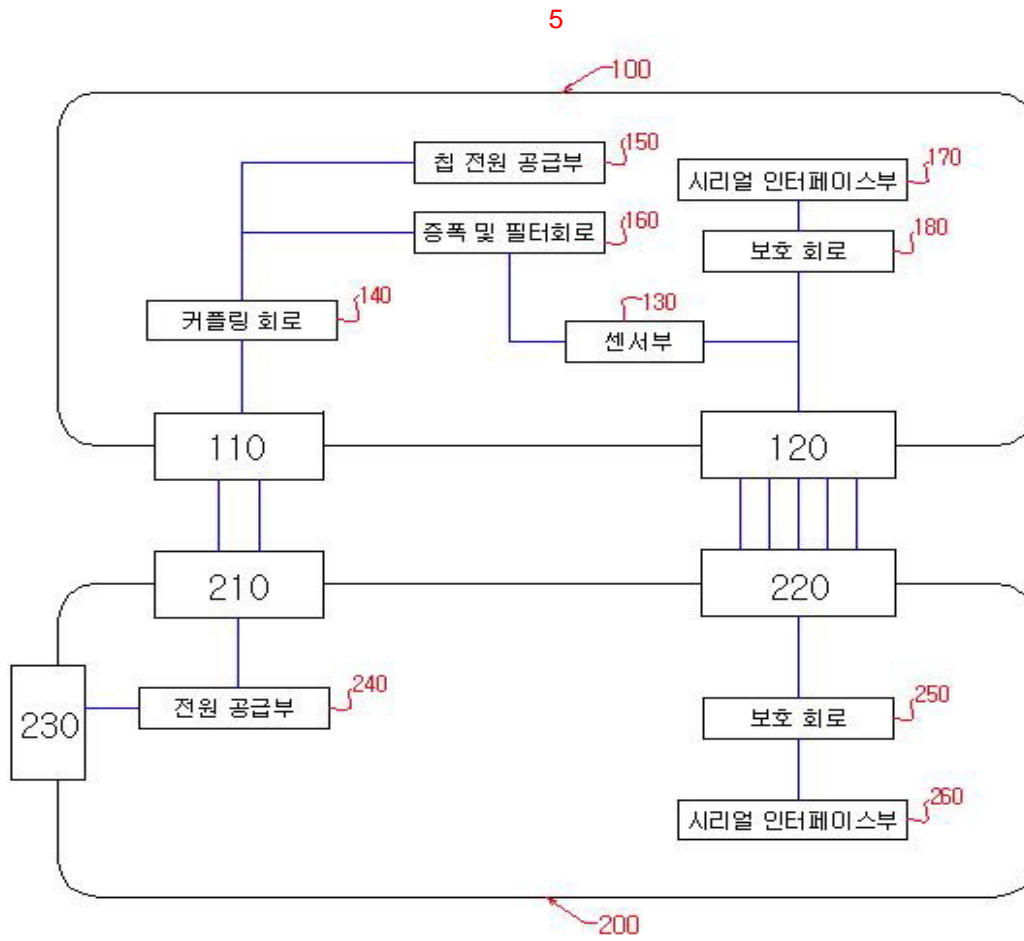 5
100
칩 전원 공급부
150
시리얼 인터페이스부
170
증폭 및 필터회로
160
보호 회로
180
커플링 회로
140
센서부
130
110
120
210
220
230
전원 공급부
240
보호 회로
250
시리얼 인터페이스부
260
200